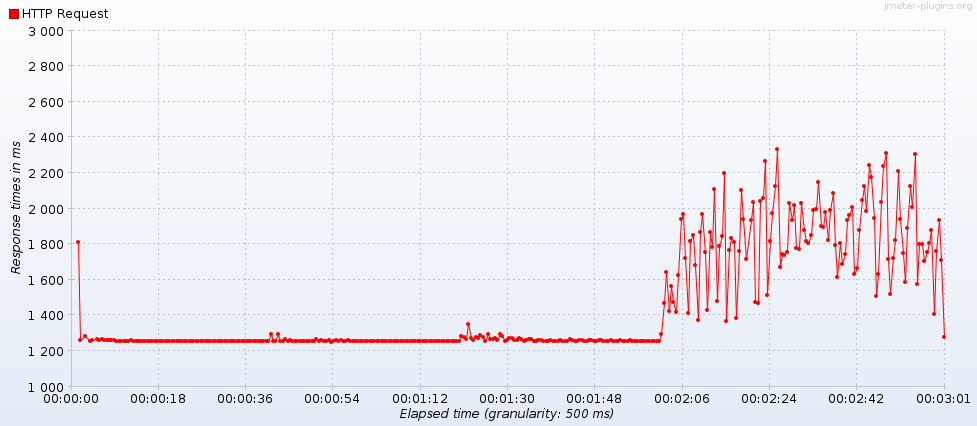 jmeter-plugins.org
HTTP Request
3 000
2 800
2 600
2 400
2 200
2 000
1 800
1 600
1 400
1 200
1 000
Response times in ms
00:00:00 00:00:18 00:00:36 00:00:54 00:01:12 00:01:30 00:01:48 00:02:06 00:02:24 00:02:42 00:03:01
Elapsed time (granularity: 500 ms)